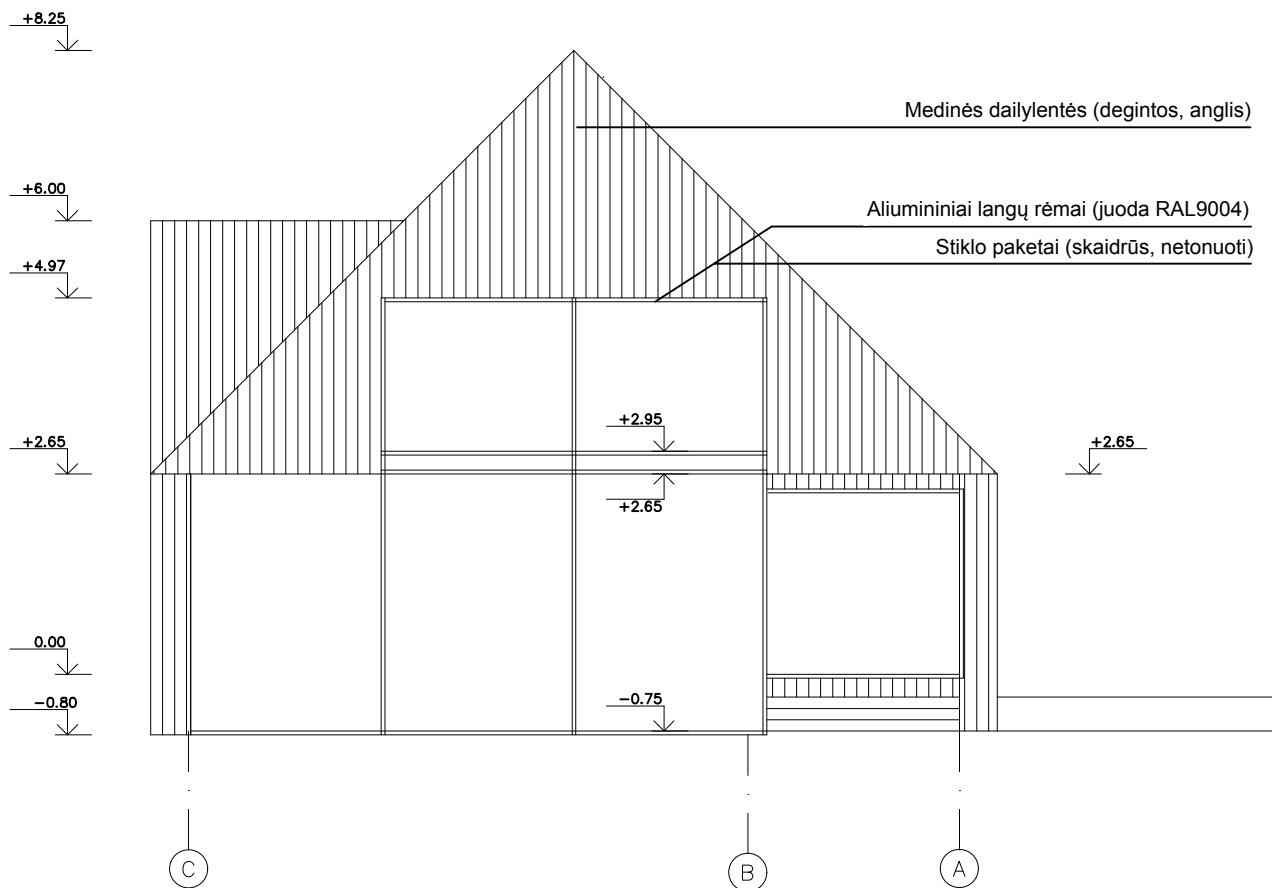 +8.25
Medinės dailylentės (degintos, anglis)
+6.00
Aliumininiai langų rėmai (juoda RAL9004)
Stiklo paketai (skaidrūs, netonuoti)
+4.97
+2.95
+2.65
+2.65
+2.65
0.00
-0.80
-0.75
C
B
A